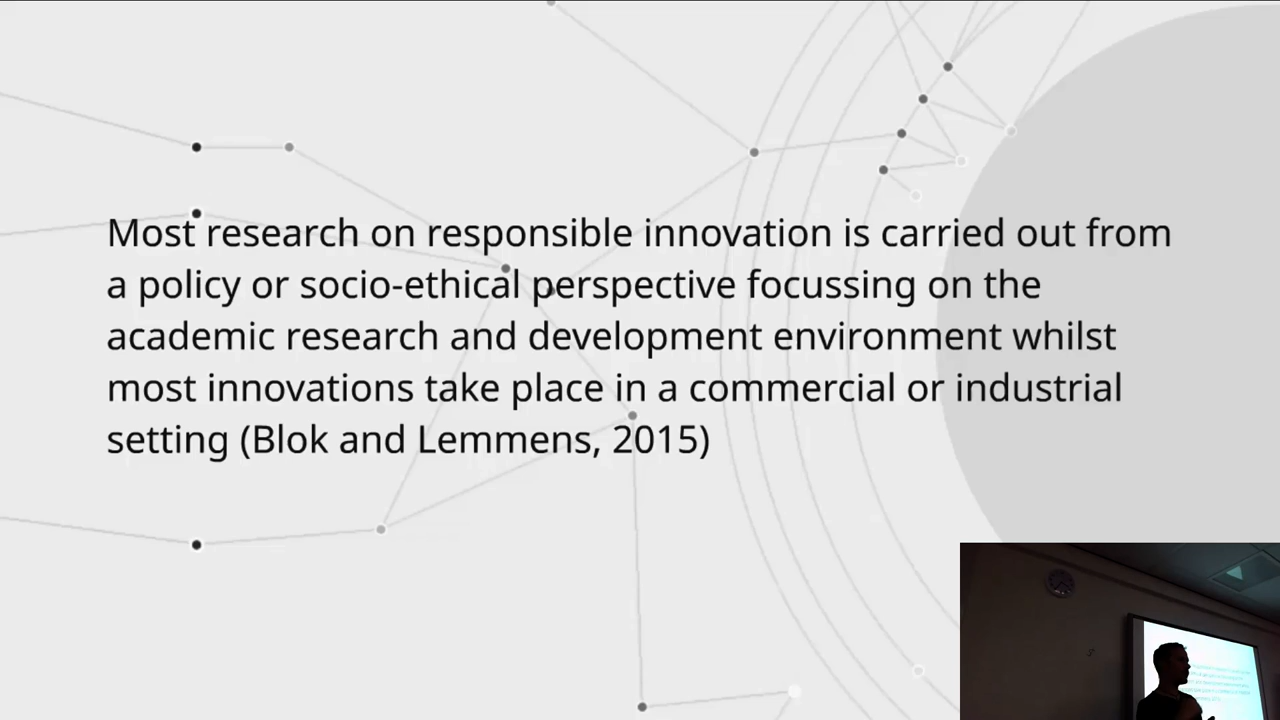 Most research on responsible innovation is carried out from
a policy or socio-ethical perspective focussing on the
academic research and development environment whilst
most innovations take place in a commercial or industrial
setting (Blok and Lemmens, 2015)